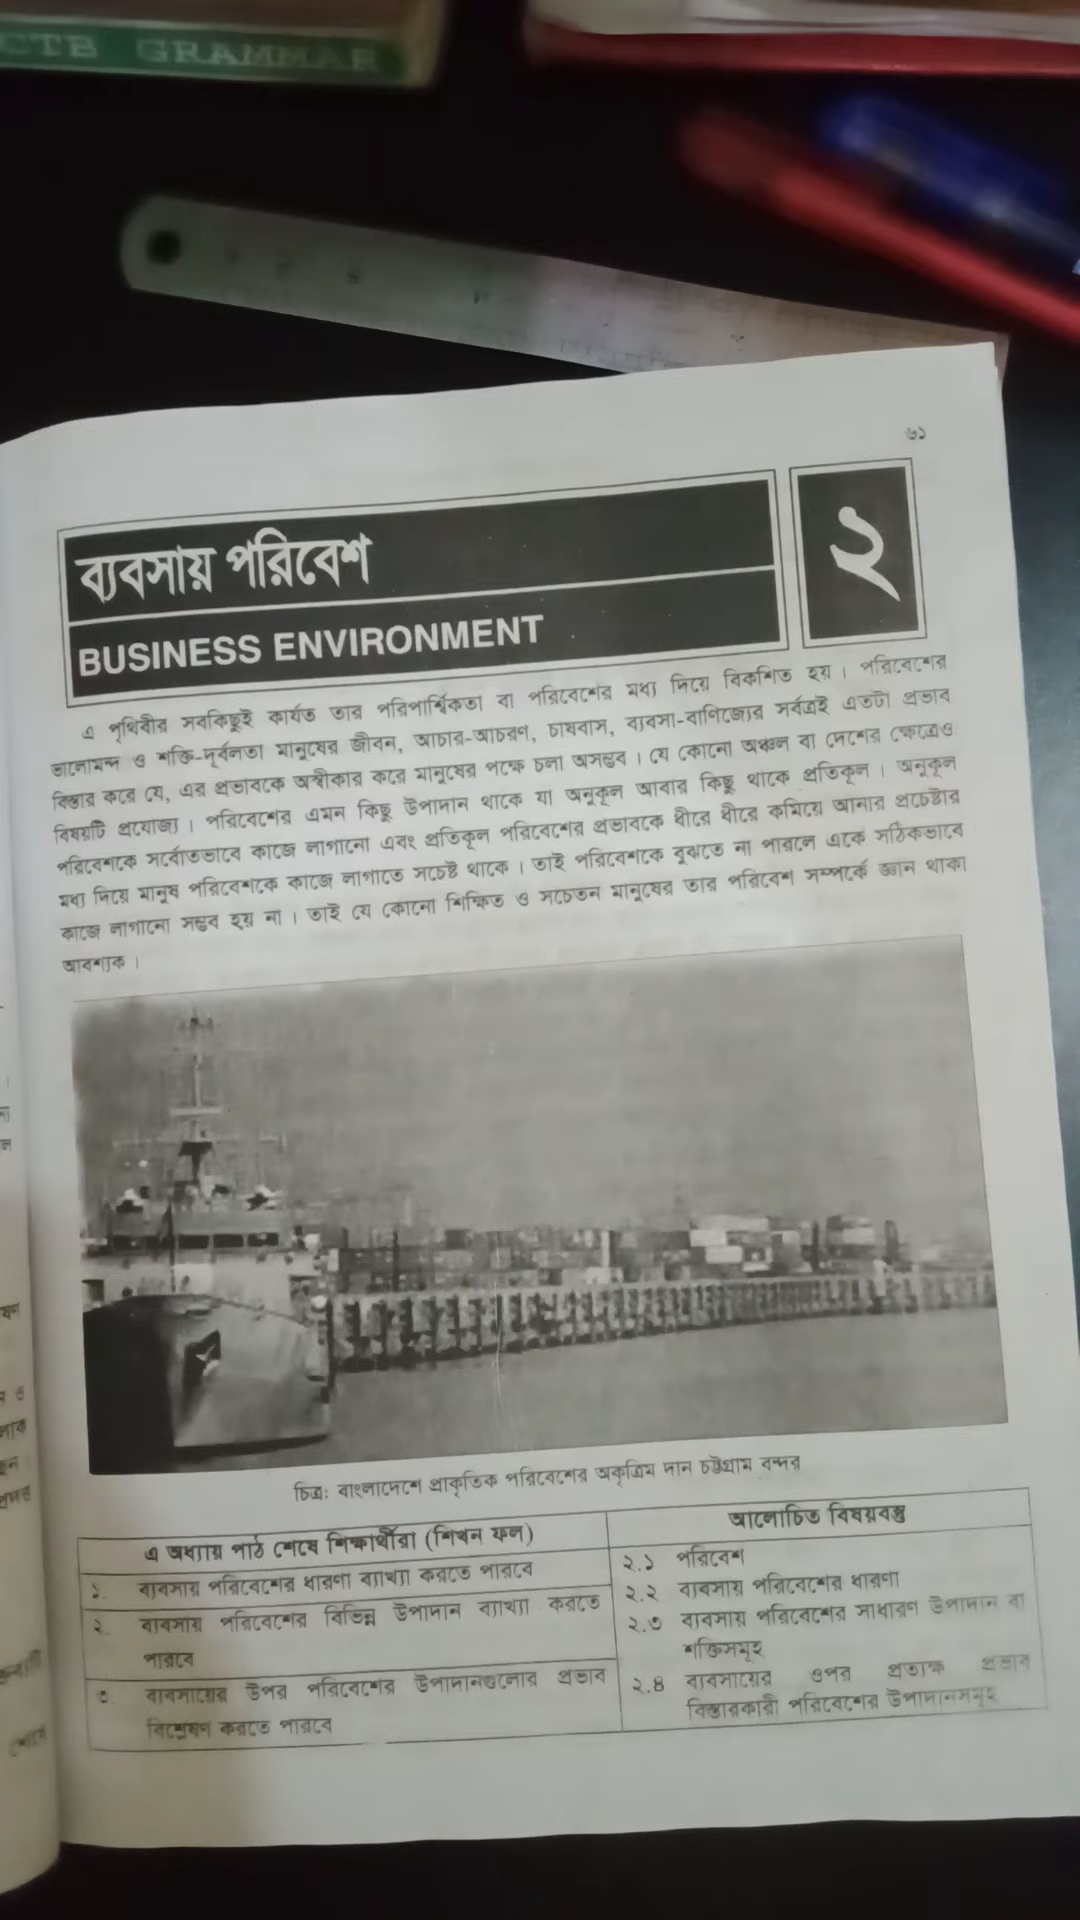 CTB GRAMMAR
৬১
ব্যবসায় পরিবেশ
২
BUSINESS ENVIRONMENT
এ পৃথিবীর সবকিছুই কার্যত তার পরিপার্শ্বিকতা বা পরিবেশের মধ্য দিয়ে বিকশিত হয়। পরিবেশের
ভালোমন্দ ও শক্তি-দূর্বলতা মানুষের জীবন, আচার-আচরণ, চাষবাস, ব্যবসা-বাণিজ্যের সর্বত্রই এতটা প্রভাব
বিস্তার করে যে, এর প্রভাবকে অস্বীকার করে মানুষের পক্ষে চলা অসম্ভব। যে কোনো অঞ্চল বা দেশের ক্ষেত্রেও
বিষয়টি প্রযোজ্য। পরিবেশের এমন কিছু উপাদান থাকে যা অনুকূল আবার কিছু থাকে প্রতিকূল। অনুকূল
পরিবেশকে সর্বোতভাবে কাজে লাগানো এবং প্রতিকূল পরিবেশের প্রভাবকে ধীরে ধীরে কমিয়ে আনার প্রচেষ্টার
মধ্য দিয়ে মানুষ পরিবেশকে কাজে লাগাতে সচেষ্ট থাকে। তাই পরিবেশকে বুঝতে না পারলে একে সঠিকভাবে
কাজে লাগানো সম্ভব হয় না। তাই যে কোনো শিক্ষিত ও সচেতন মানুষের তার পরিবেশ সম্পর্কে জ্ঞান থাকা
আবশ্যক।
চিত্র: বাংলাদেশে প্রাকৃতিক পরিবেশের অকৃত্রিম দান চট্টগ্রাম বন্দর
এ অধ্যায় পাঠ শেষে শিক্ষার্থীরা (শিখন ফল)
১. ব্যবসায় পরিবেশের ধারণা ব্যাখ্যা করতে পারবে
২. ব্যবসায় পরিবেশের বিভিন্ন উপাদান ব্যাখ্যা করতে
পারবে
৩. ব্যবসায়ের উপর পরিবেশের উপাদানগুলোর প্রভাব
বিশ্লেষণ করতে পারবে
আলোচিত বিষয়বস্তু
২.১ পরিবেশ
২.২ ব্যবসায় পরিবেশের ধারণা
২.৩ ব্যবসায় পরিবেশের সাধারণ উপাদান বা
শক্তিসমূহ
২.৪ ব্যবসায়ের ওপর প্রত্যক্ষ প্রভাব
বিস্তারকারী পরিবেশের উপাদানসমূহ